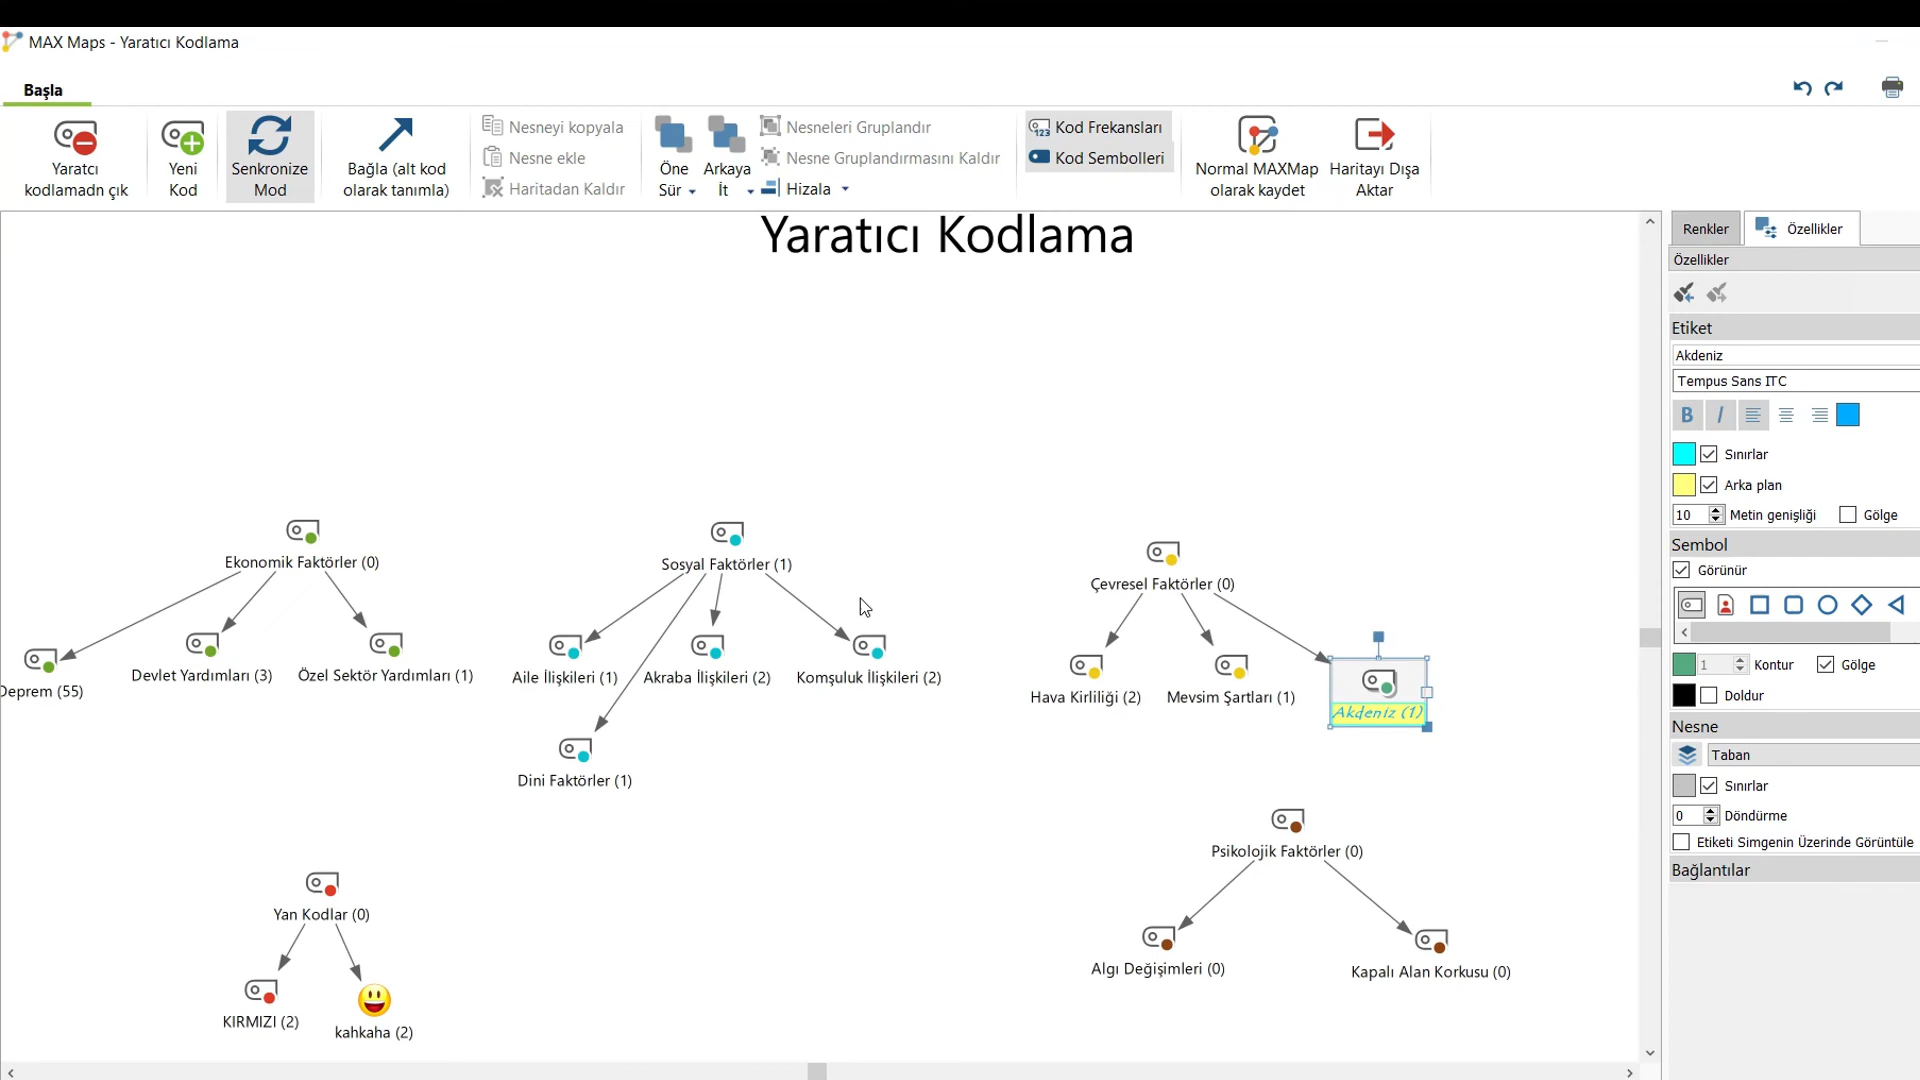 MAX Maps - Yaratıcı Kodlama
Başla
Yaratcı
kodlamadn çık
Yeni
Kod
Senkronize
Mod
Bağla (alt kod
olarak tanımla)
Nesneyi kopyala
Nesne ekle
Haritadan Kaldır
Öne
Sür
Arkaya
İt
Nesneleri Gruplandır
Nesne Gruplandırmasını Kaldır
Hizala
123
Kod Frekansları
Kod Sembolleri
Normal MAXMap
olarak kaydet
Haritayı Dışa
Aktar
Yaratıcı Kodlama
Ekonomik Faktörler (0)
Deprem (55)
Devlet Yardımları (3)
Özel Sektör Yardımları (1)
Sosyal Faktörler (1)
Aile İlişkileri (1)
Akraba İlişkileri (2)
Komşuluk İlişkileri (2)
Dini Faktörler (1)
Çevresel Faktörler (0)
Hava Kirliliği (2)
Mevsim Şartları (1)
Akdeniz (1)
Psikolojik Faktörler (0)
Algı Değişimleri (0)
Kapalı Alan Korkusu (0)
Yan Kodlar (0)
KIRMIZI (2)
kahkaha (2)
Renkler
Özellikler
Özellikler
Etiket
Akdeniz
Tempus Sans ITC
B I
Sınırlar
Arka plan
10 Metin genişliği Gölge
Sembol
Görünür
1 Kontur Gölge
Doldur
Nesne
Taban
Sınırlar
0 Döndürme
Etiketi Simgenin Üzerinde Görüntüle
Bağlantılar